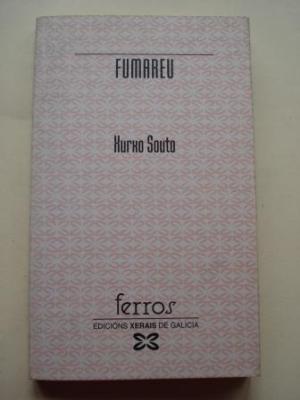 FUMAREU
Xurxo Souto
ferros
EDICIÓNS XERAIS DE GALICIA